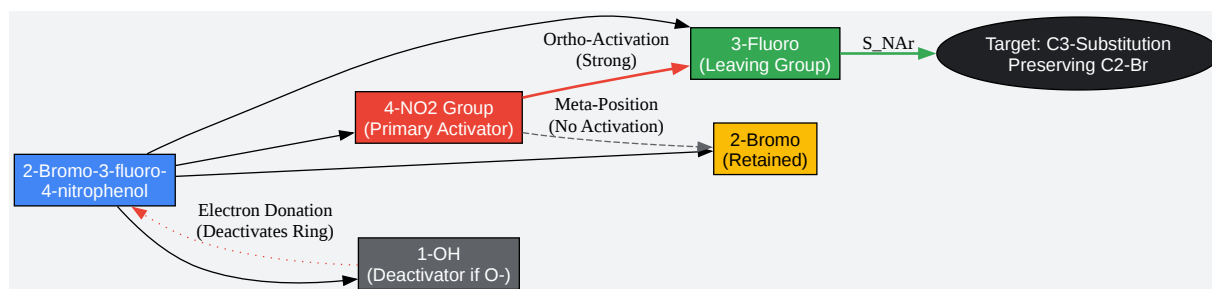 2-Bromo-3-fluoro-
4-nitrophenol
Ortho-Activation
(Strong)
3-Fluoro
(Leaving Group)
S_NAr
Target: C3-Substitution
Preserving C2-Br
4-NO2 Group
(Primary Activator)
Meta-Position
(No Activation)
2-Bromo
(Retained)
Electron Donation
(Deactivates Ring)
1-OH
(Deactivator if O-)